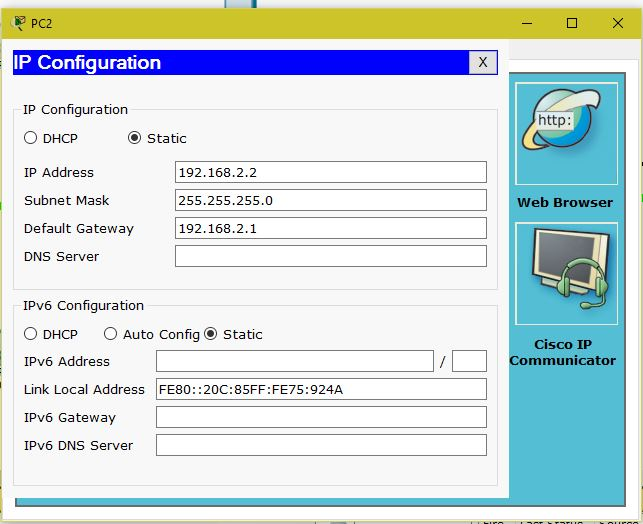 PC2
IP Configuration X
IP Configuration
DHCP Static
IP Address 192.168.2.2
Subnet Mask 255.255.255.0
Default Gateway 192.168.2.1
DNS Server
IPv6 Configuration
DHCP Auto Config Static
IPv6 Address /
Link Local Address FE80::20C:85FF:FE75:924A
IPv6 Gateway
IPv6 DNS Server
http:
Web Browser
Cisco IP
Communicator